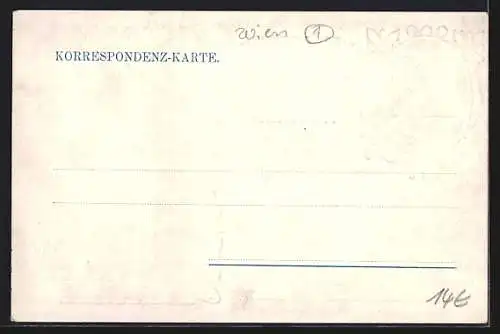 Wien ①
KORRESPONDENZ-KARTE.
14€